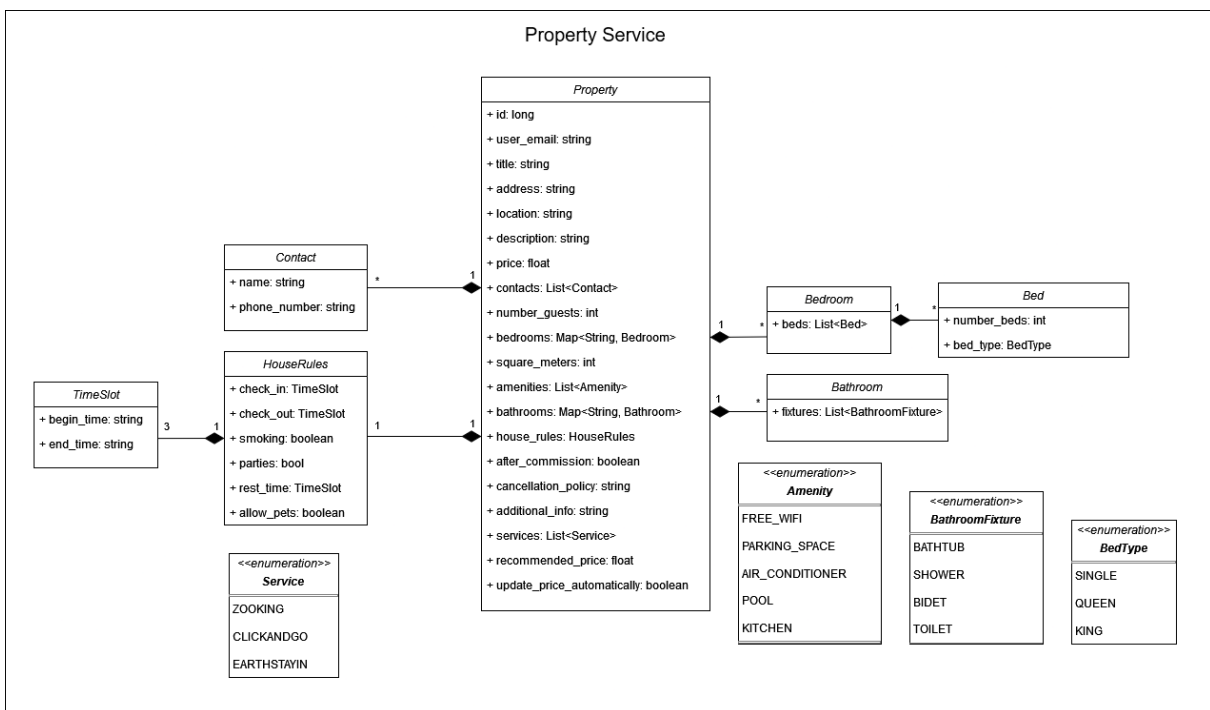 Property Service
Property
+ id: long
+ user_email: string
+ title: string
+ address: string
+ location: string
+ description: string
+ price: float
+ contacts: List<Contact>
+ number_guests: int
+ bedrooms: Map<String, Bedroom>
+ square_meters: int
+ amenities: List<Amenity>
+ bathrooms: Map<String, Bathroom>
+ house_rules: HouseRules
+ after_commission: boolean
+ cancellation_policy: string
+ additional_info: string
+ services: List<Service>
+ recommended_price: float
+ update_price_automatically: boolean
Contact
+ name: string
+ phone_number: string
* 1
HouseRules
+ check_in: TimeSlot
+ check_out: TimeSlot
+ smoking: boolean
+ parties: bool
+ rest_time: TimeSlot
+ allow_pets: boolean
1 1
TimeSlot
+ begin_time: string
+ end_time: string
3 1
Bedroom
+ beds: List<Bed>
1 *
Bed
+ number_beds: int
+ bed_type: BedType
1 *
Bathroom
+ fixtures: List<BathroomFixture>
1 *
<<enumeration>>
Service
ZOOKING
CLICKANDGO
EARTHSTAYIN
<<enumeration>>
Amenity
FREE_WIFI
PARKING_SPACE
AIR_CONDITIONER
POOL
KITCHEN
<<enumeration>>
BathroomFixture
BATHTUB
SHOWER
BIDET
TOILET
<<enumeration>>
BedType
SINGLE
QUEEN
KING